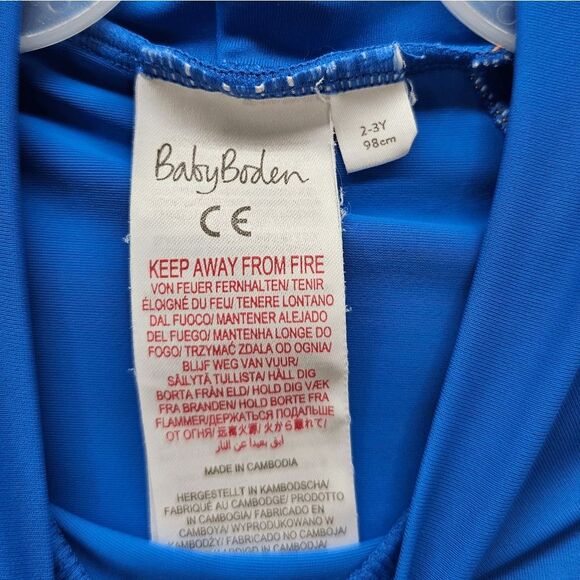 BabyBoden
CE
KEEP AWAY FROM FIRE
VON FEUER FERNHALTEN/ TENIR
ÉLOIGNÉ DU FEU/ TENERE LONTANO
DAL FUOCO/ MANTENER ALEJADO
DEL FUEGO/ MANTENHA LONGE DO
FOGO/ TRZYMAĆ ZDALA OD OGNIA/
BLIJF WEG VAN VUUR/
SÄILYTÄ TULLISTA/ HÅLL DIG
BORTA FRÅN ELD/ HOLD DIG VÆK
FRA BRANDEN/ HOLD BORTE FRA
FLAMMER/ДЕРЖАТЬСЯ ПОДАЛЬШЕ
ОТ ОГНЯ/ 远离火源/ 火から離れて/
ابق بعيدا عن النار
MADE IN CAMBODIA
HERGESTELLT IN KAMBODSCHA/
FABRIQUÉ AU CAMBODGE/ PRODOTTO
IN CAMBOGIA/ FABRICADO EN
CAMBOYA/ WYPRODUKOWANO W
KAMBODŻY/ FABRICADO NO CAMBOJA/
2-3Y
98cm